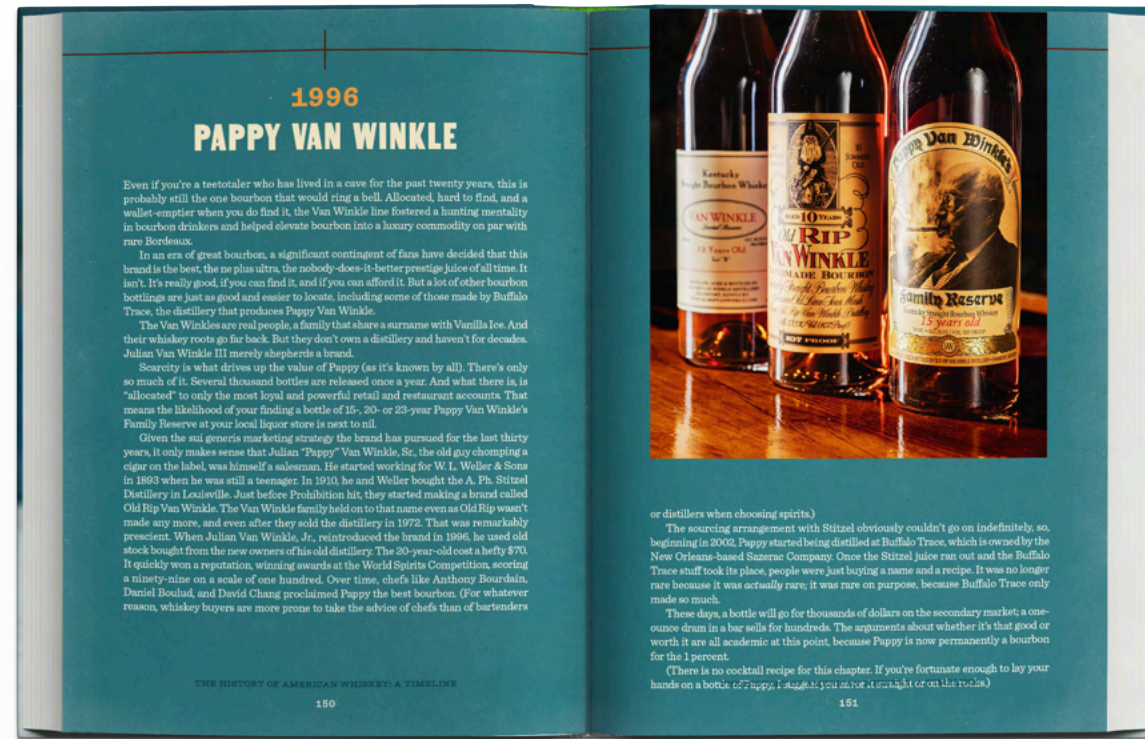 1996
PAPPY VAN WINKLE
Even if you're a teetotaler who has lived in a cave for the past twenty years, this is
probably still the one bourbon that would ring a bell. Allocated, hard to find, and a
wallet-emptier when you do find it, the Van Winkle line fostered a hunting mentality
in bourbon drinkers and helped elevate bourbon into a luxury commodity on par with
rare Bordeaux.
In an era of great bourbon, a significant contingent of fans have decided that this
brand is the best, the ne plus ultra, the nobody-does-it-better prestige juice of all time. It
isn't. It's really good, if you can find it, and if you can afford it. But a lot of other bourbon
bottlings are just as good and easier to locate, including some of those made by Buffalo
Trace, the distillery that produces Pappy Van Winkle.
The Van Winkles are real people, a family that share a surname with Vanilla Ice. And
their whiskey roots go far back. But they don't own a distillery and haven't for decades.
Julian Van Winkle III merely shepherds a brand.
Scarcity is what drives up the value of Pappy (as it's known by all). There's only
so much of it. Several thousand bottles are released once a year. And what there is, is
"allocated" to only the most loyal and powerful retail and restaurant accounts. That
means the likelihood of your finding a bottle of 15-, 20- or 23-year Pappy Van Winkle's
Family Reserve at your local liquor store is next to nil.
Given the sui generis marketing strategy the brand has pursued for the last thirty
years, it only makes sense that Julian "Pappy" Van Winkle, Sr., the old guy chomping a
cigar on the label, was himself a salesman. He started working for W. L. Weller & Sons
in 1893 when he was still a teenager. In 1910, he and Weller bought the A. Ph. Stitzel
Distillery in Louisville. Just before Prohibition hit, they started making a brand called
Old Rip Van Winkle. The Van Winkle family held on to that name even as Old Rip wasn't
made any more, and even after they sold the distillery in 1972. That was remarkably
prescient. When Julian Van Winkle, Jr., reintroduced the brand in 1996, he used old
stock bought from the new owners of his old distillery. The 20-year-old cost a hefty $70.
It quickly won a reputation, winning awards at the World Spirits Competition, scoring
a ninety-nine on a scale of one hundred. Over time, chefs like Anthony Bourdain,
Daniel Boulud, and David Chang proclaimed Pappy the best bourbon. (For whatever
reason, whiskey buyers are more prone to take the advice of chefs than of bartenders
THE HISTORY OF AMERICAN WHISKEY: A TIMELINE
150
Kentucky
Straight Bourbon Whiskey
VAN WINKLE
Special Reserve
12 Years Old
Lot "B"
10
SUMMERS
OLD
AGED 10 YEARS
Old RIP
VAN WINKLE
HANDMADE BOURBON
107 PROOF
Pappy Van Winkle's
Family Reserve
Kentucky Straight Bourbon Whiskey
15 years old
or distillers when choosing spirits.)
The sourcing arrangement with Stitzel obviously couldn't go on indefinitely, so,
beginning in 2002, Pappy started being distilled at Buffalo Trace, which is owned by the
New Orleans-based Sazerac Company. Once the Stitzel juice ran out and the Buffalo
Trace stuff took its place, people were just buying a name and a recipe. It was no longer
rare because it was actually rare; it was rare on purpose, because Buffalo Trace only
made so much.
These days, a bottle will go for thousands of dollars on the secondary market; a one-
ounce dram in a bar sells for hundreds. The arguments about whether it's that good or
worth it are all academic at this point, because Pappy is now permanently a bourbon
for the 1 percent.
(There is no cocktail recipe for this chapter. If you're fortunate enough to lay your
hands on a bottle of Pappy, I suggest you savor it straight or on the rocks.)
151